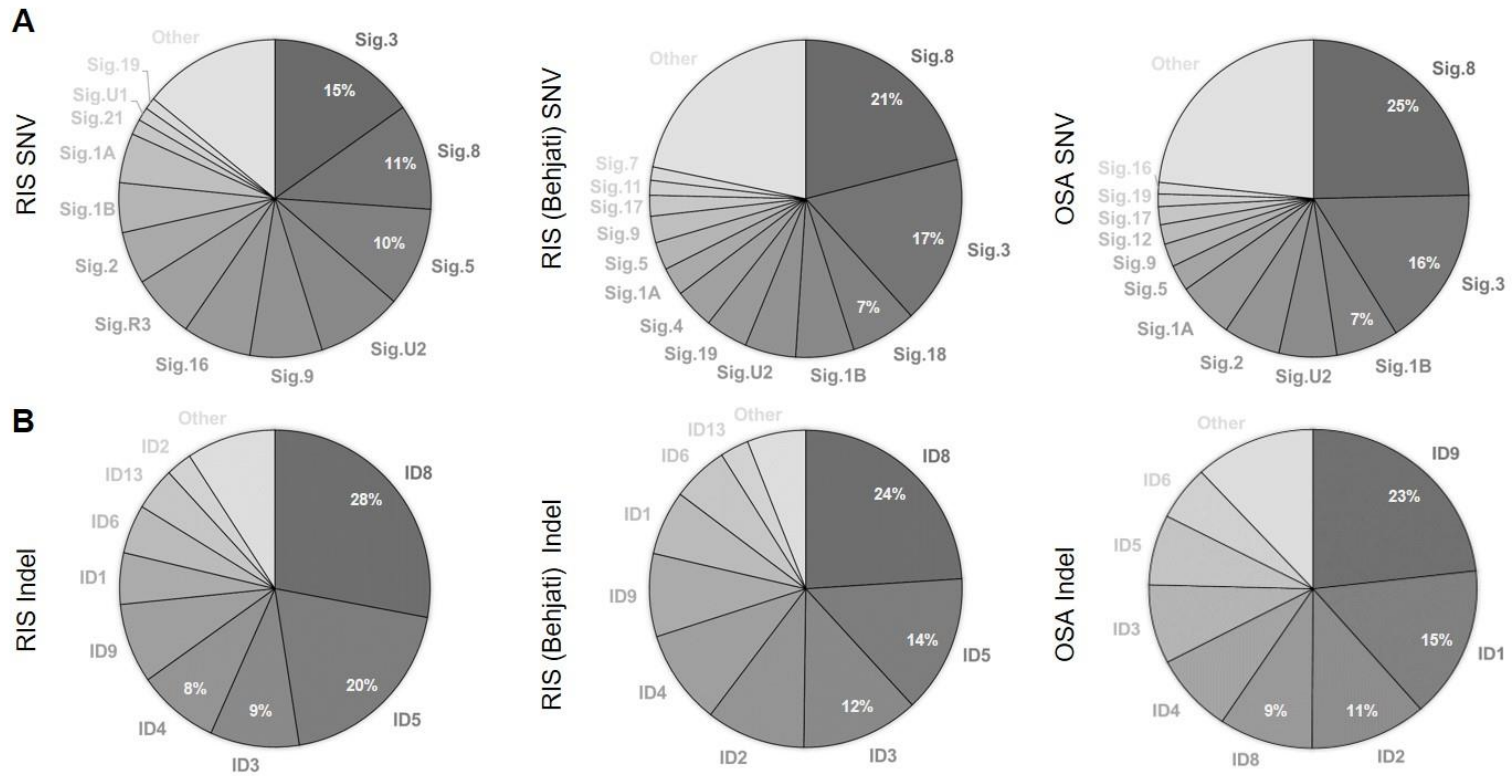 A
RIS SNV
Other
Sig.19
Sig.U1
Sig.21
Sig.1A
Sig.1B
Sig.2
Sig.R3
Sig.16
Sig.9
Sig.U2
Sig.5
Sig.8
Sig.3
15%
11%
10%
RIS (Behjati) SNV
Other
Sig.7
Sig.11
Sig.17
Sig.9
Sig.5
Sig.1A
Sig.4
Sig.19
Sig.U2
Sig.1B
Sig.18
Sig.3
Sig.8
21%
17%
7%
OSA SNV
Other
Sig.16
Sig.19
Sig.17
Sig.12
Sig.9
Sig.5
Sig.1A
Sig.2
Sig.U2
Sig.1B
Sig.3
Sig.8
25%
16%
7%
B
RIS Indel
Other
ID2
ID13
ID6
ID1
ID9
ID4
ID3
ID5
ID8
28%
20%
9%
8%
RIS (Behjati) Indel
Other
ID13
ID6
ID1
ID9
ID4
ID2
ID3
ID5
ID8
24%
14%
12%
OSA Indel
Other
ID6
ID5
ID3
ID4
ID8
ID2
ID1
ID9
23%
15%
11%
9%